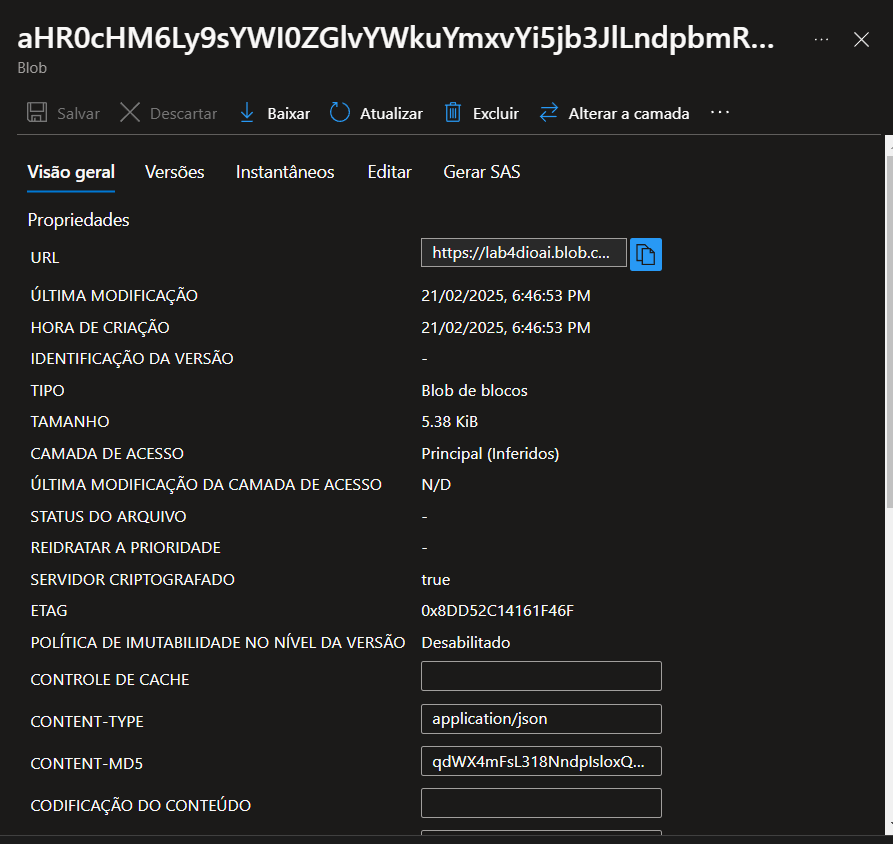 aHR0cHM6Ly9sYWI0ZGlvYWkuYmxvYi5jb3JlLndpbmR...
Blob
Salvar Descartar Baixar Atualizar Excluir Alterar a camada ...
Visão geral Versões Instantâneos Editar Gerar SAS
Propriedades
URL https://lab4dioai.blob.c...
ÚLTIMA MODIFICAÇÃO 21/02/2025, 6:46:53 PM
HORA DE CRIAÇÃO 21/02/2025, 6:46:53 PM
IDENTIFICAÇÃO DA VERSÃO -
TIPO Blob de blocos
TAMANHO 5.38 KiB
CAMADA DE ACESSO Principal (Inferidos)
ÚLTIMA MODIFICAÇÃO DA CAMADA DE ACESSO N/D
STATUS DO ARQUIVO -
REIDRATAR A PRIORIDADE -
SERVIDOR CRIPTOGRAFADO true
ETAG 0x8DD52C14161F46F
POLÍTICA DE IMUTABILIDADE NO NÍVEL DA VERSÃO Desabilitado
CONTROLE DE CACHE
CONTENT-TYPE application/json
CONTENT-MD5 qdWX4mFsL318NndpIsloxQ...
CODIFICAÇÃO DO CONTEÚDO